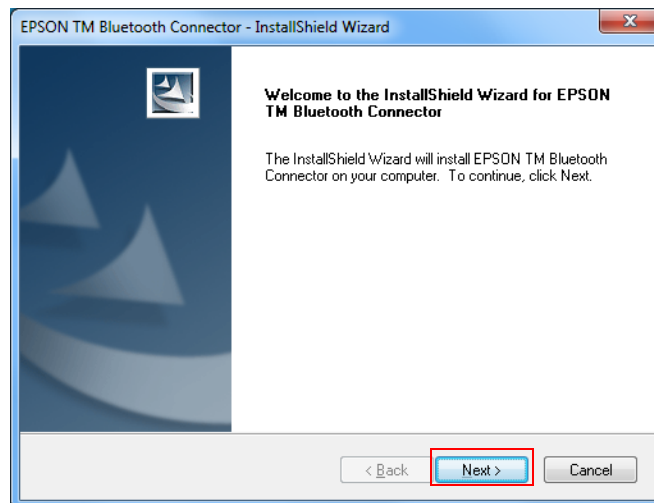 EPSON TM Bluetooth Connector - InstallShield Wizard
Welcome to the InstallShield Wizard for EPSON
TM Bluetooth Connector
The InstallShield Wizard will install EPSON TM Bluetooth
Connector on your computer. To continue, click Next.
< Back Next > Cancel